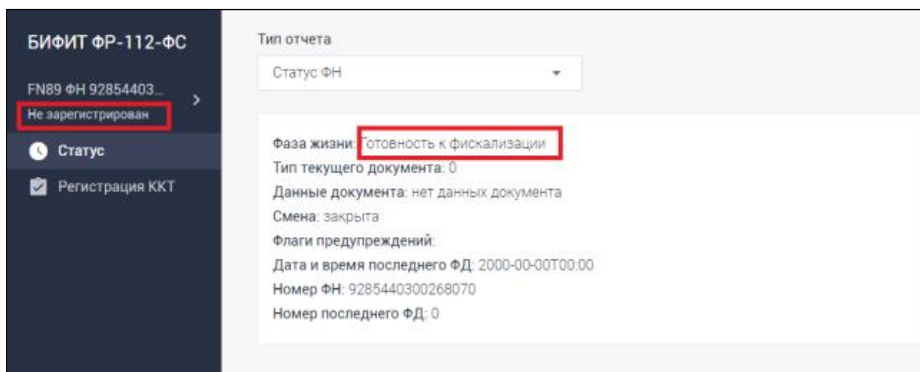 БИФИТ ФР-112-ФС
FN89 ФН 92854403...
Не зарегистрирован
Статус
Регистрация ККТ
Тип отчета
Статус ФН
Фаза жизни: Готовность к фискализации
Тип текущего документа: 0
Данные документа: нет данных документа
Смена: закрыта
Флаги предупреждений:
Дата и время последнего ФД: 2000-00-00T00:00
Номер ФН: 9285440300268070
Номер последнего ФД: 0